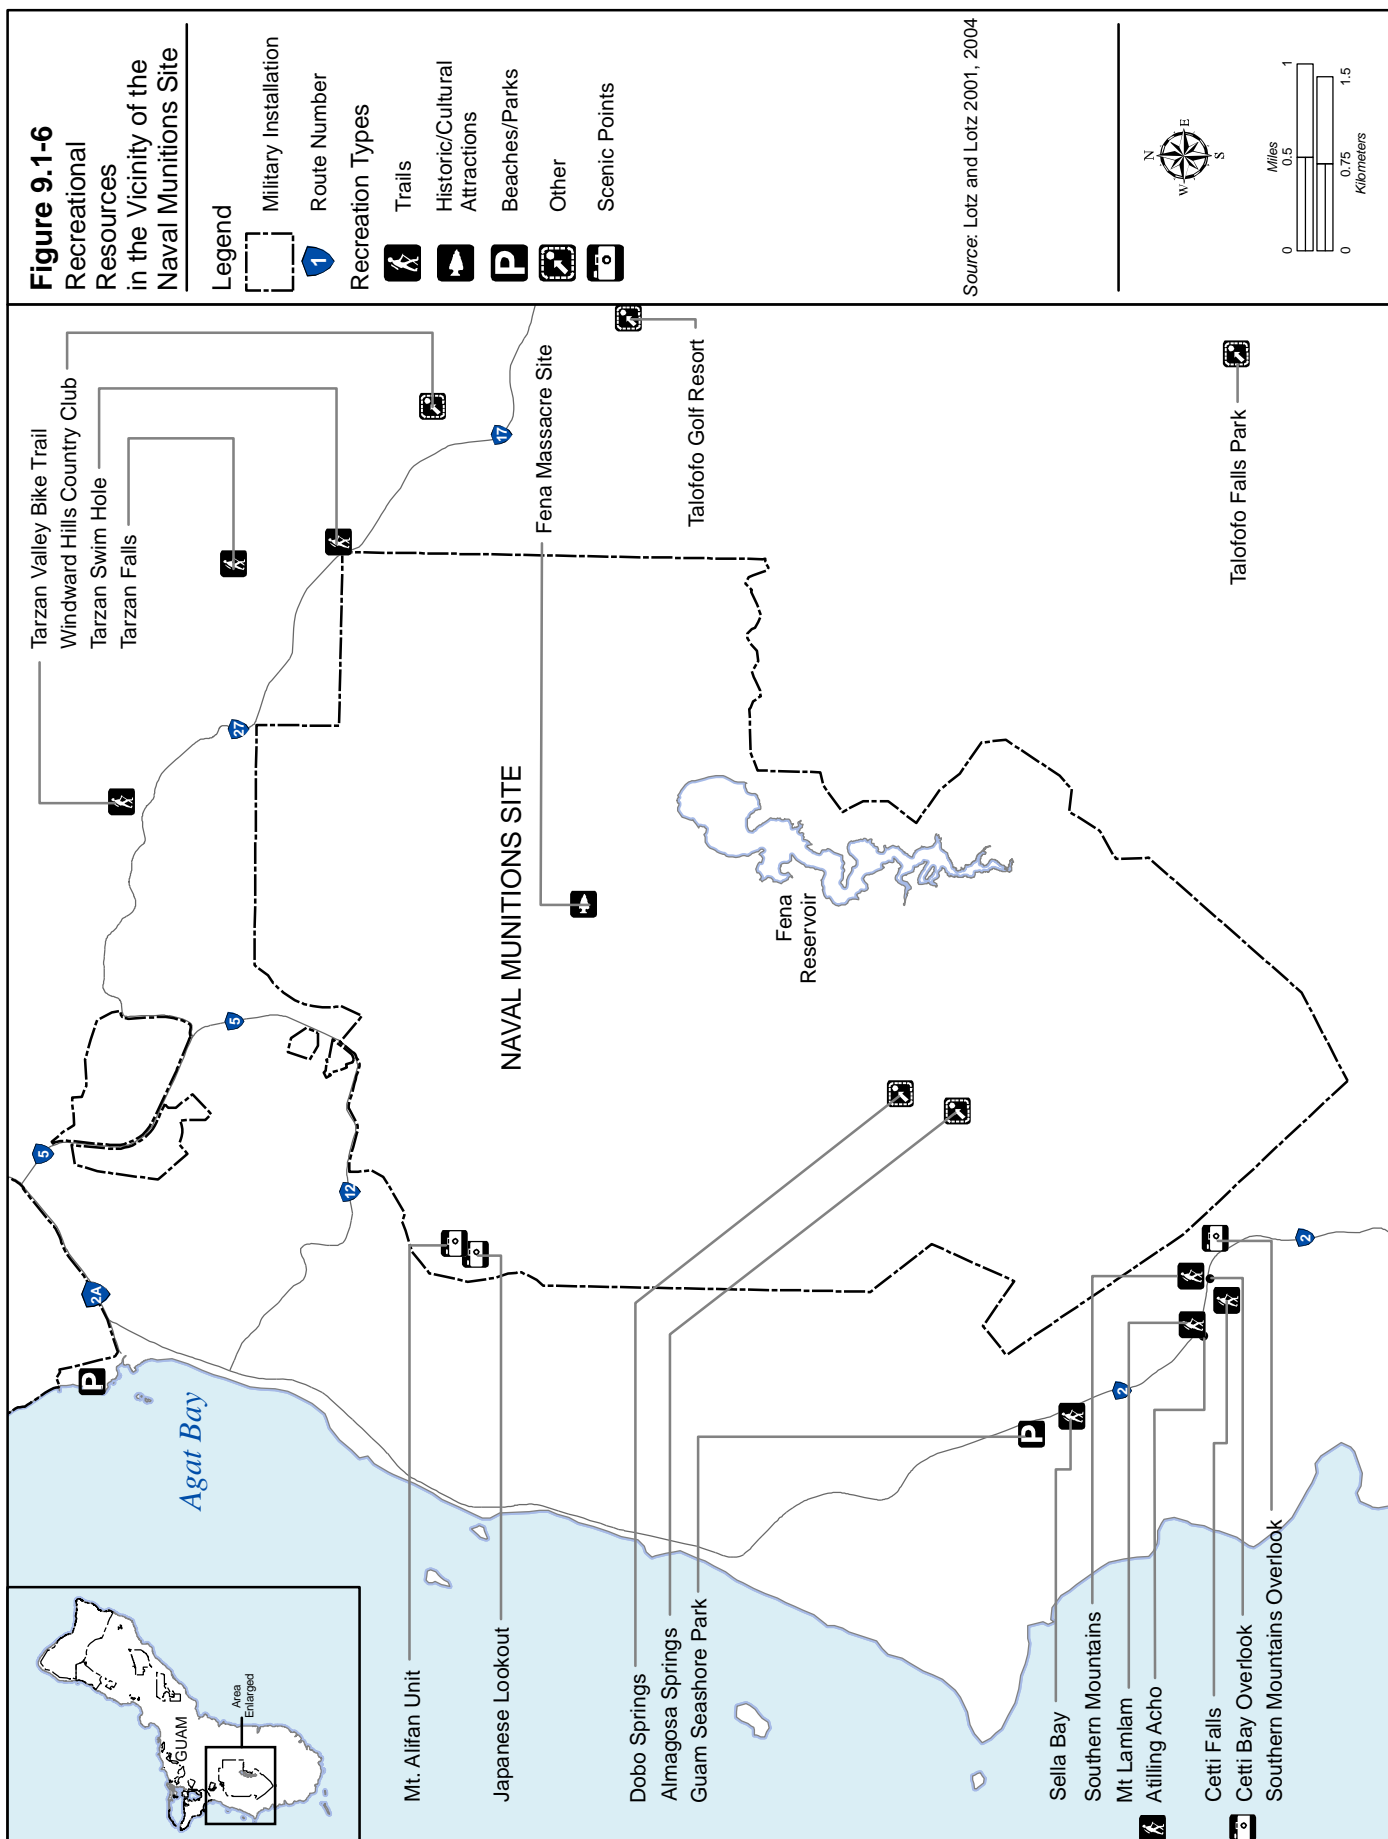 Figure 9.1-6
Recreational
Resources
in the Vicinity of the
Naval Munitions Site
Legend
Military Installation
1
Route Number
Recreation Types
Trails
Historic/Cultural
Attractions
P
Beaches/Parks
Other
Scenic Points
Source: Lotz and Lotz 2001, 2004
N
W
E
S
Miles
0
0.5
1
0
0.75
1.5
Kilometers
Tarzan Valley Bike Trail
Windward Hills Country Club
Tarzan Swim Hole
Tarzan Falls
Fena Massacre Site
Talofofo Golf Resort
Talofofo Falls Park
17
27
5
5
12
2A
2
2
P
P
NAVAL MUNITIONS SITE
Fena
Reservoir
Agat Bay
GUAM
Area
Enlarged
Mt. Alifan Unit
Japanese Lookout
Dobo Springs
Almagosa Springs
Guam Seashore Park
Sella Bay
Southern Mountains
Mt Lamlam
Atilling Acho
Cetti Falls
Cetti Bay Overlook
Southern Mountains Overlook